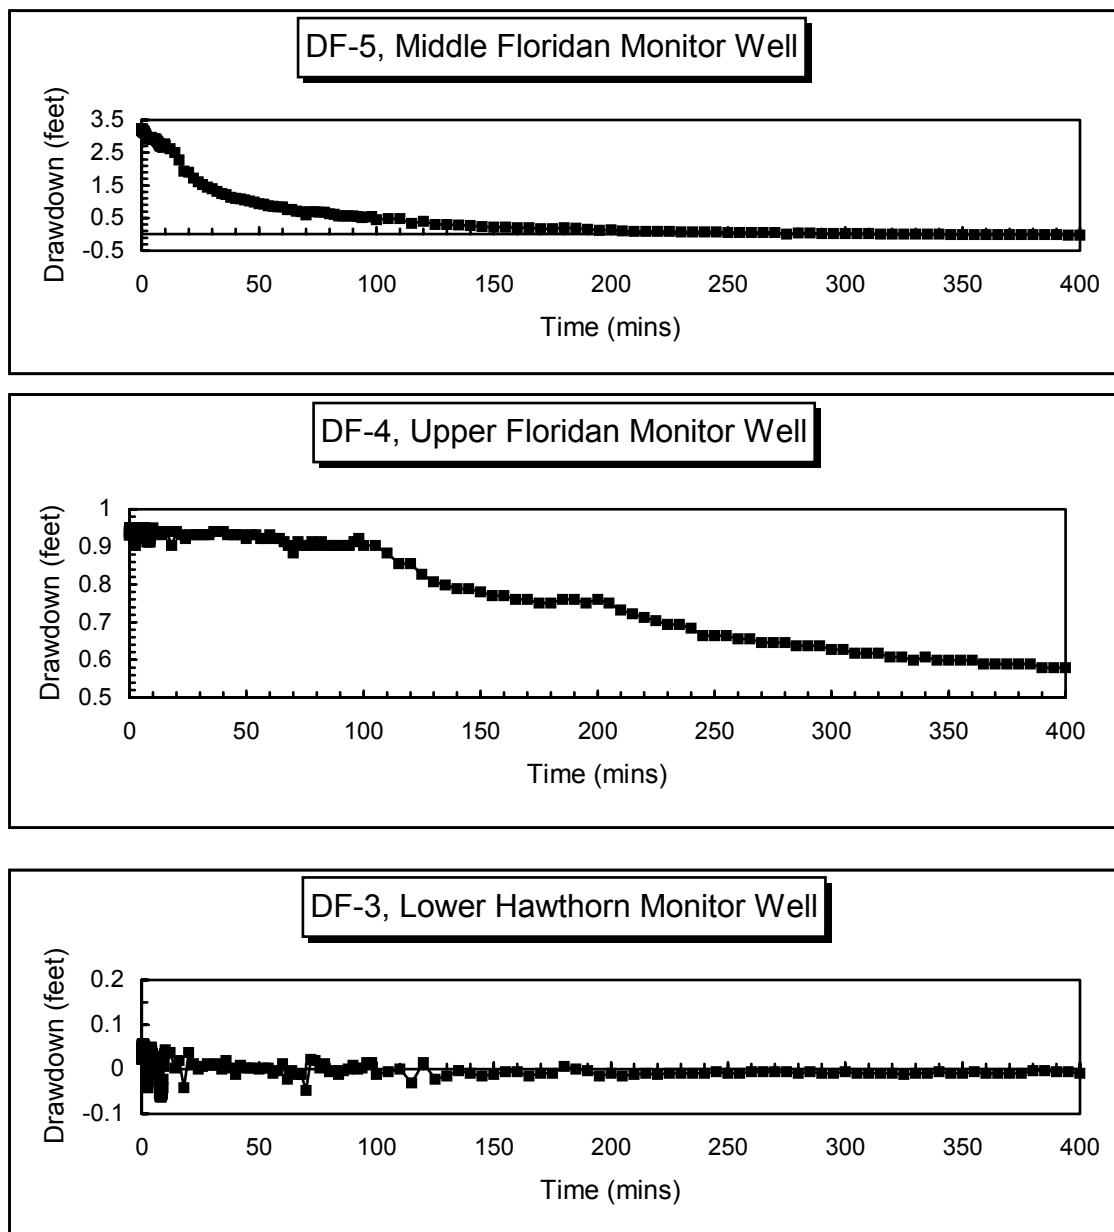 DF-5, Middle Floridan Monitor Well
Drawdown (feet)
3.5
2.5
1.5
0.5
-0.5
0 50 100 150 200 250 300 350 400
Time (mins)
DF-4, Upper Floridan Monitor Well
Drawdown (feet)
1
0.9
0.8
0.7
0.6
0.5
0 50 100 150 200 250 300 350 400
Time (mins)
DF-3, Lower Hawthorn Monitor Well
Drawdown (feet)
0.2
0.1
0
-0.1
0 50 100 150 200 250 300 350 400
Time (mins)